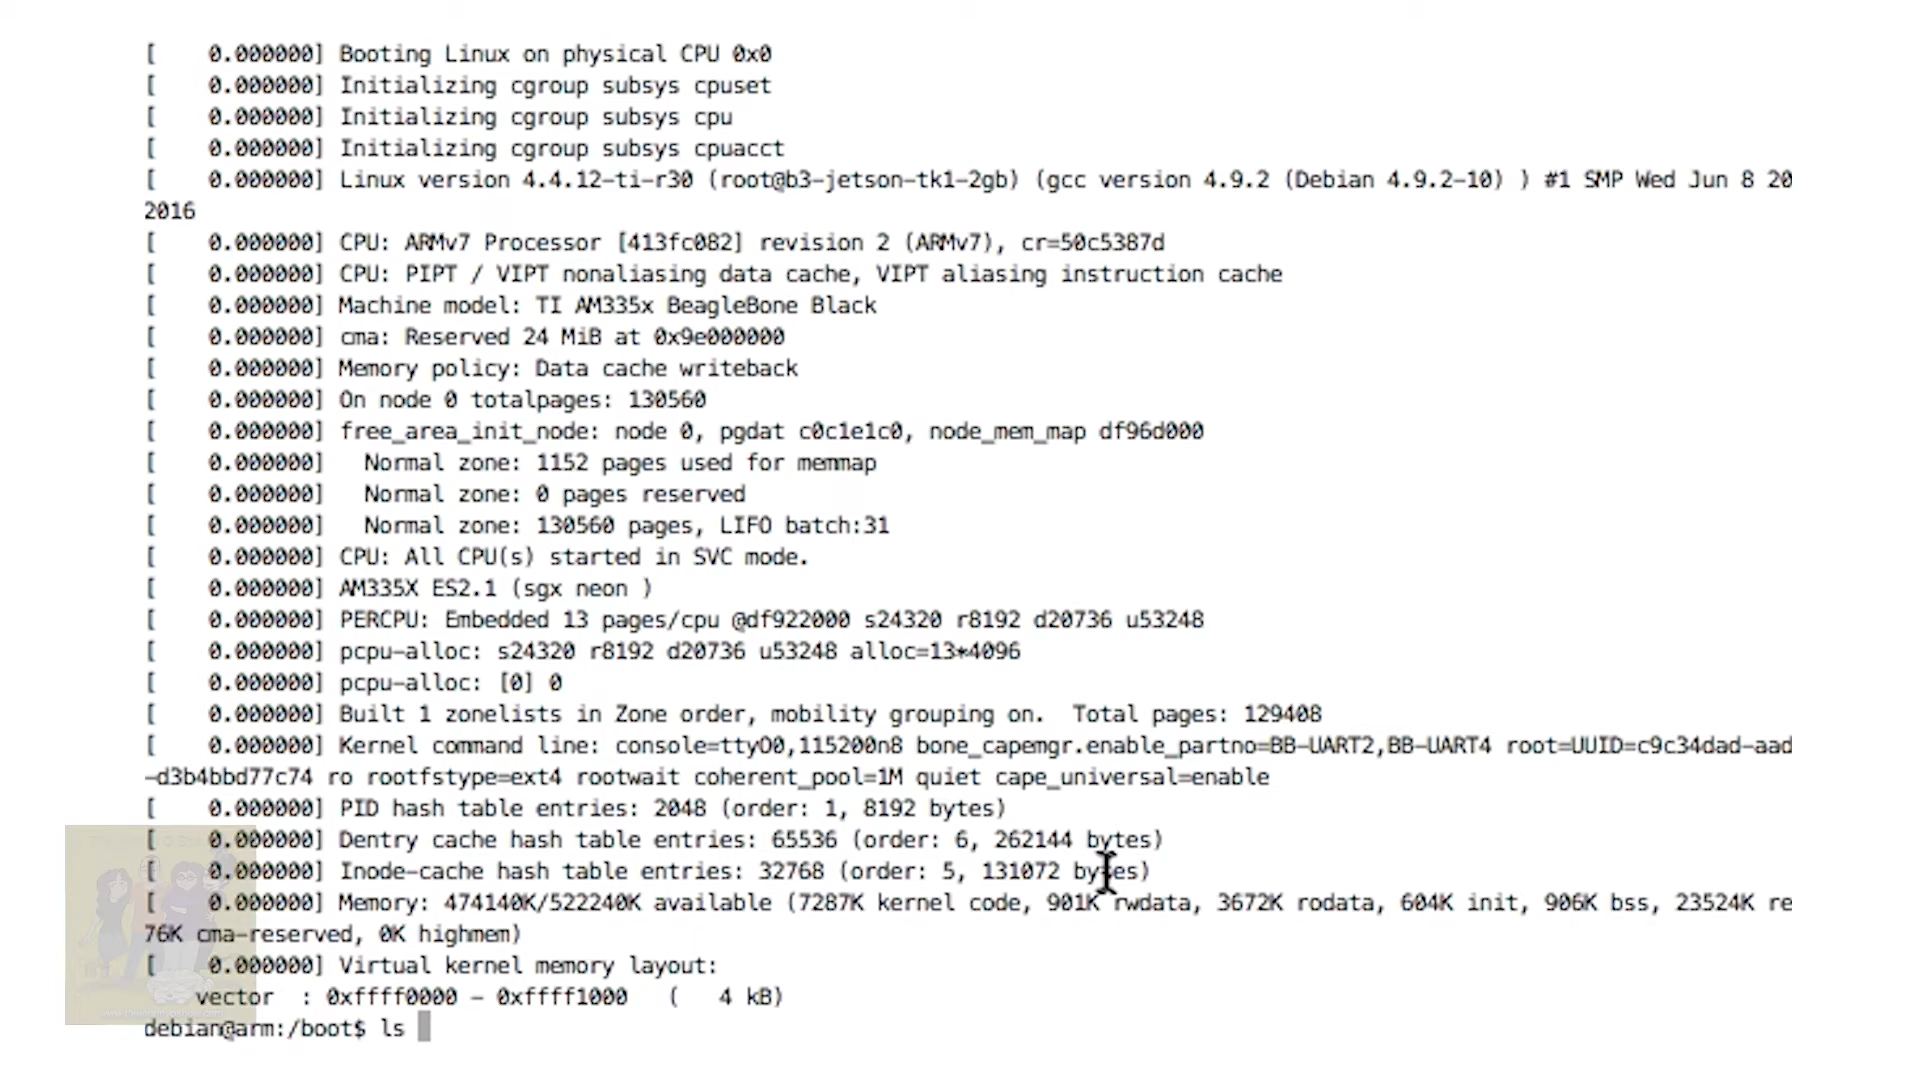 [    0.000000] Booting Linux on physical CPU 0x0
[    0.000000] Initializing cgroup subsys cpuset
[    0.000000] Initializing cgroup subsys cpu
[    0.000000] Initializing cgroup subsys cpuacct
[    0.000000] Linux version 4.4.12-ti-r30 (root@b3-jetson-tk1-2gb) (gcc version 4.9.2 (Debian 4.9.2-10) ) #1 SMP Wed Jun 8 20
2016
[    0.000000] CPU: ARMv7 Processor [413fc082] revision 2 (ARMv7), cr=50c5387d
[    0.000000] CPU: PIPT / VIPT nonaliasing data cache, VIPT aliasing instruction cache
[    0.000000] Machine model: TI AM335x BeagleBone Black
[    0.000000] cma: Reserved 24 MiB at 0x9e000000
[    0.000000] Memory policy: Data cache writeback
[    0.000000] On node 0 totalpages: 130560
[    0.000000] free_area_init_node: node 0, pgdat c0c1e1c0, node_mem_map df96d000
[    0.000000]   Normal zone: 1152 pages used for memmap
[    0.000000]   Normal zone: 0 pages reserved
[    0.000000]   Normal zone: 130560 pages, LIFO batch:31
[    0.000000] CPU: All CPU(s) started in SVC mode.
[    0.000000] AM335X ES2.1 (sgx neon )
[    0.000000] PERCPU: Embedded 13 pages/cpu @df922000 s24320 r8192 d20736 u53248
[    0.000000] pcpu-alloc: s24320 r8192 d20736 u53248 alloc=13*4096
[    0.000000] pcpu-alloc: [0] 0
[    0.000000] Built 1 zonelists in Zone order, mobility grouping on.  Total pages: 129408
[    0.000000] Kernel command line: console=ttyO0,115200n8 bone_capemgr.enable_partno=BB-UART2,BB-UART4 root=UUID=c9c34dad-aad
-d3b4bbd77c74 ro rootfstype=ext4 rootwait coherent_pool=1M quiet cape_universal=enable
[    0.000000] PID hash table entries: 2048 (order: 1, 8192 bytes)
[    0.000000] Dentry cache hash table entries: 65536 (order: 6, 262144 bytes)
[    0.000000] Inode-cache hash table entries: 32768 (order: 5, 131072 bytes)
[    0.000000] Memory: 474140K/522240K available (7287K kernel code, 901K rwdata, 3672K rodata, 604K init, 906K bss, 23524K re
76K cma-reserved, 0K highmem)
[    0.000000] Virtual kernel memory layout:
    vector  : 0xffff0000 - 0xffff1000   (   4 kB)
debian@arm:/boot$ ls